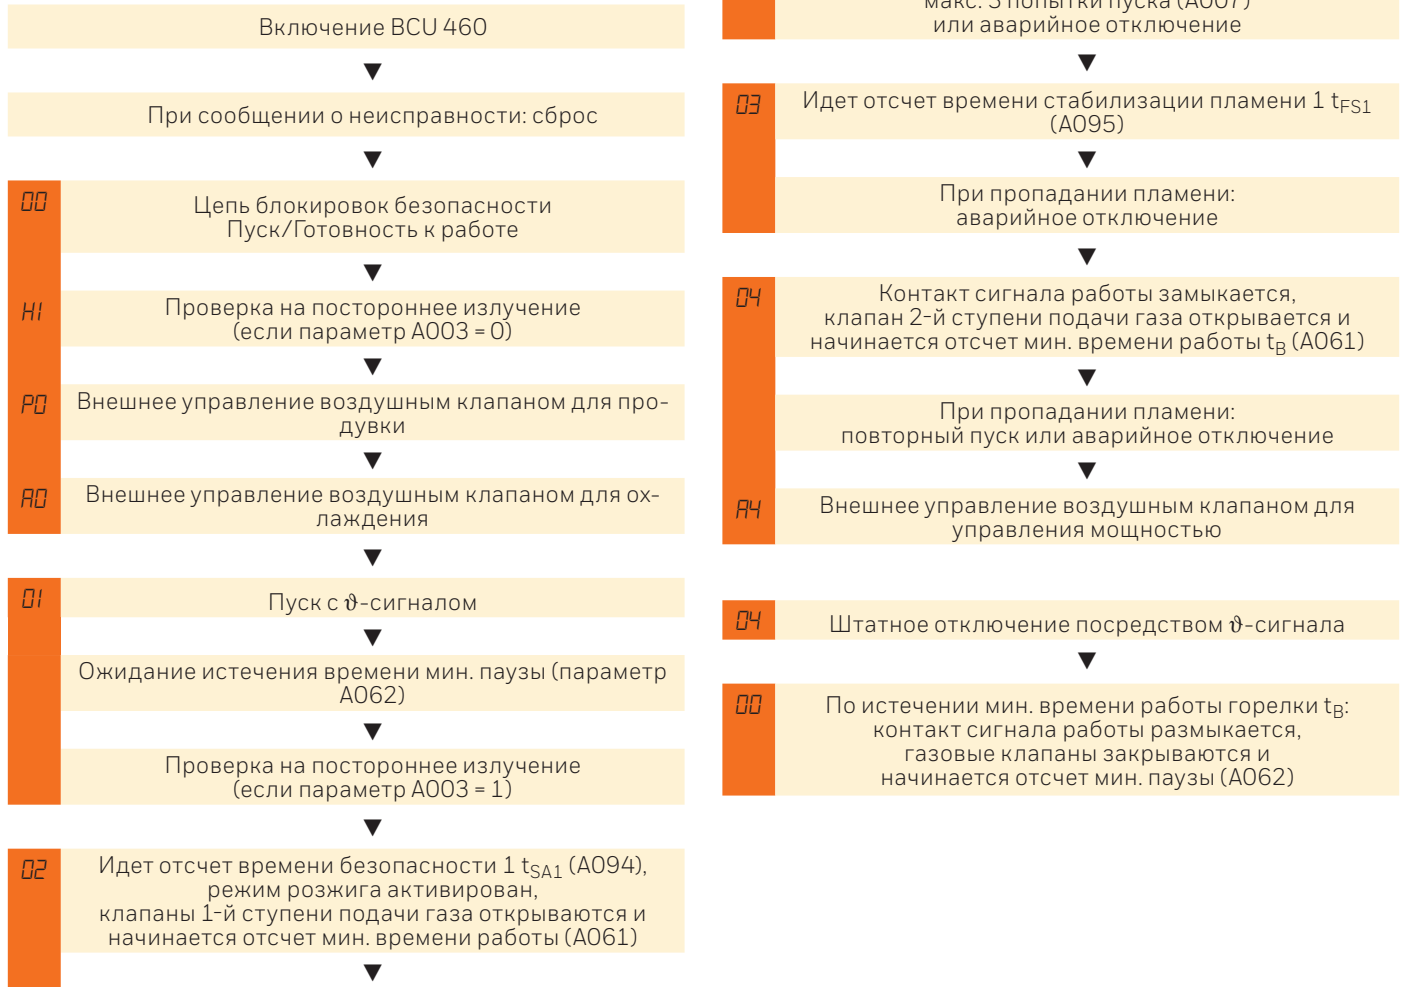 Включение BCU 460
При сообщении о неисправности: сброс
00
Цепь блокировок безопасности
Пуск/Готовность к работе
H1
Проверка на постороннее излучение
(если параметр A003 = 0)
P0
Внешнее управление воздушным клапаном для про-
дувки
A0
Внешнее управление воздушным клапаном для ох-
лаждения
01
Пуск с ϑ-сигналом
Ожидание истечения времени мин. паузы (параметр
A062)
Проверка на постороннее излучение
(если параметр A003 = 1)
02
Идет отсчет времени безопасности 1 tSA1 (A094),
режим розжига активирован,
клапаны 1-й ступени подачи газа открываются и
начинается отсчет мин. времени работы (A061)
попытки пуска (A007)
или аварийное отключение
03
Идет отсчет времени стабилизации пламени 1 tFS1
(A095)
При пропадании пламени:
аварийное отключение
04
Контакт сигнала работы замыкается,
клапан 2-й ступени подачи газа открывается и
начинается отсчет мин. времени работы tB (A061)
При пропадании пламени:
повторный пуск или аварийное отключение
A4
Внешнее управление воздушным клапаном для
управления мощностью
04
Штатное отключение посредством ϑ-сигнала
00
По истечении мин. времени работы горелки tB:
контакт сигнала работы размыкается,
газовые клапаны закрываются и
начинается отсчет мин. паузы (A062)